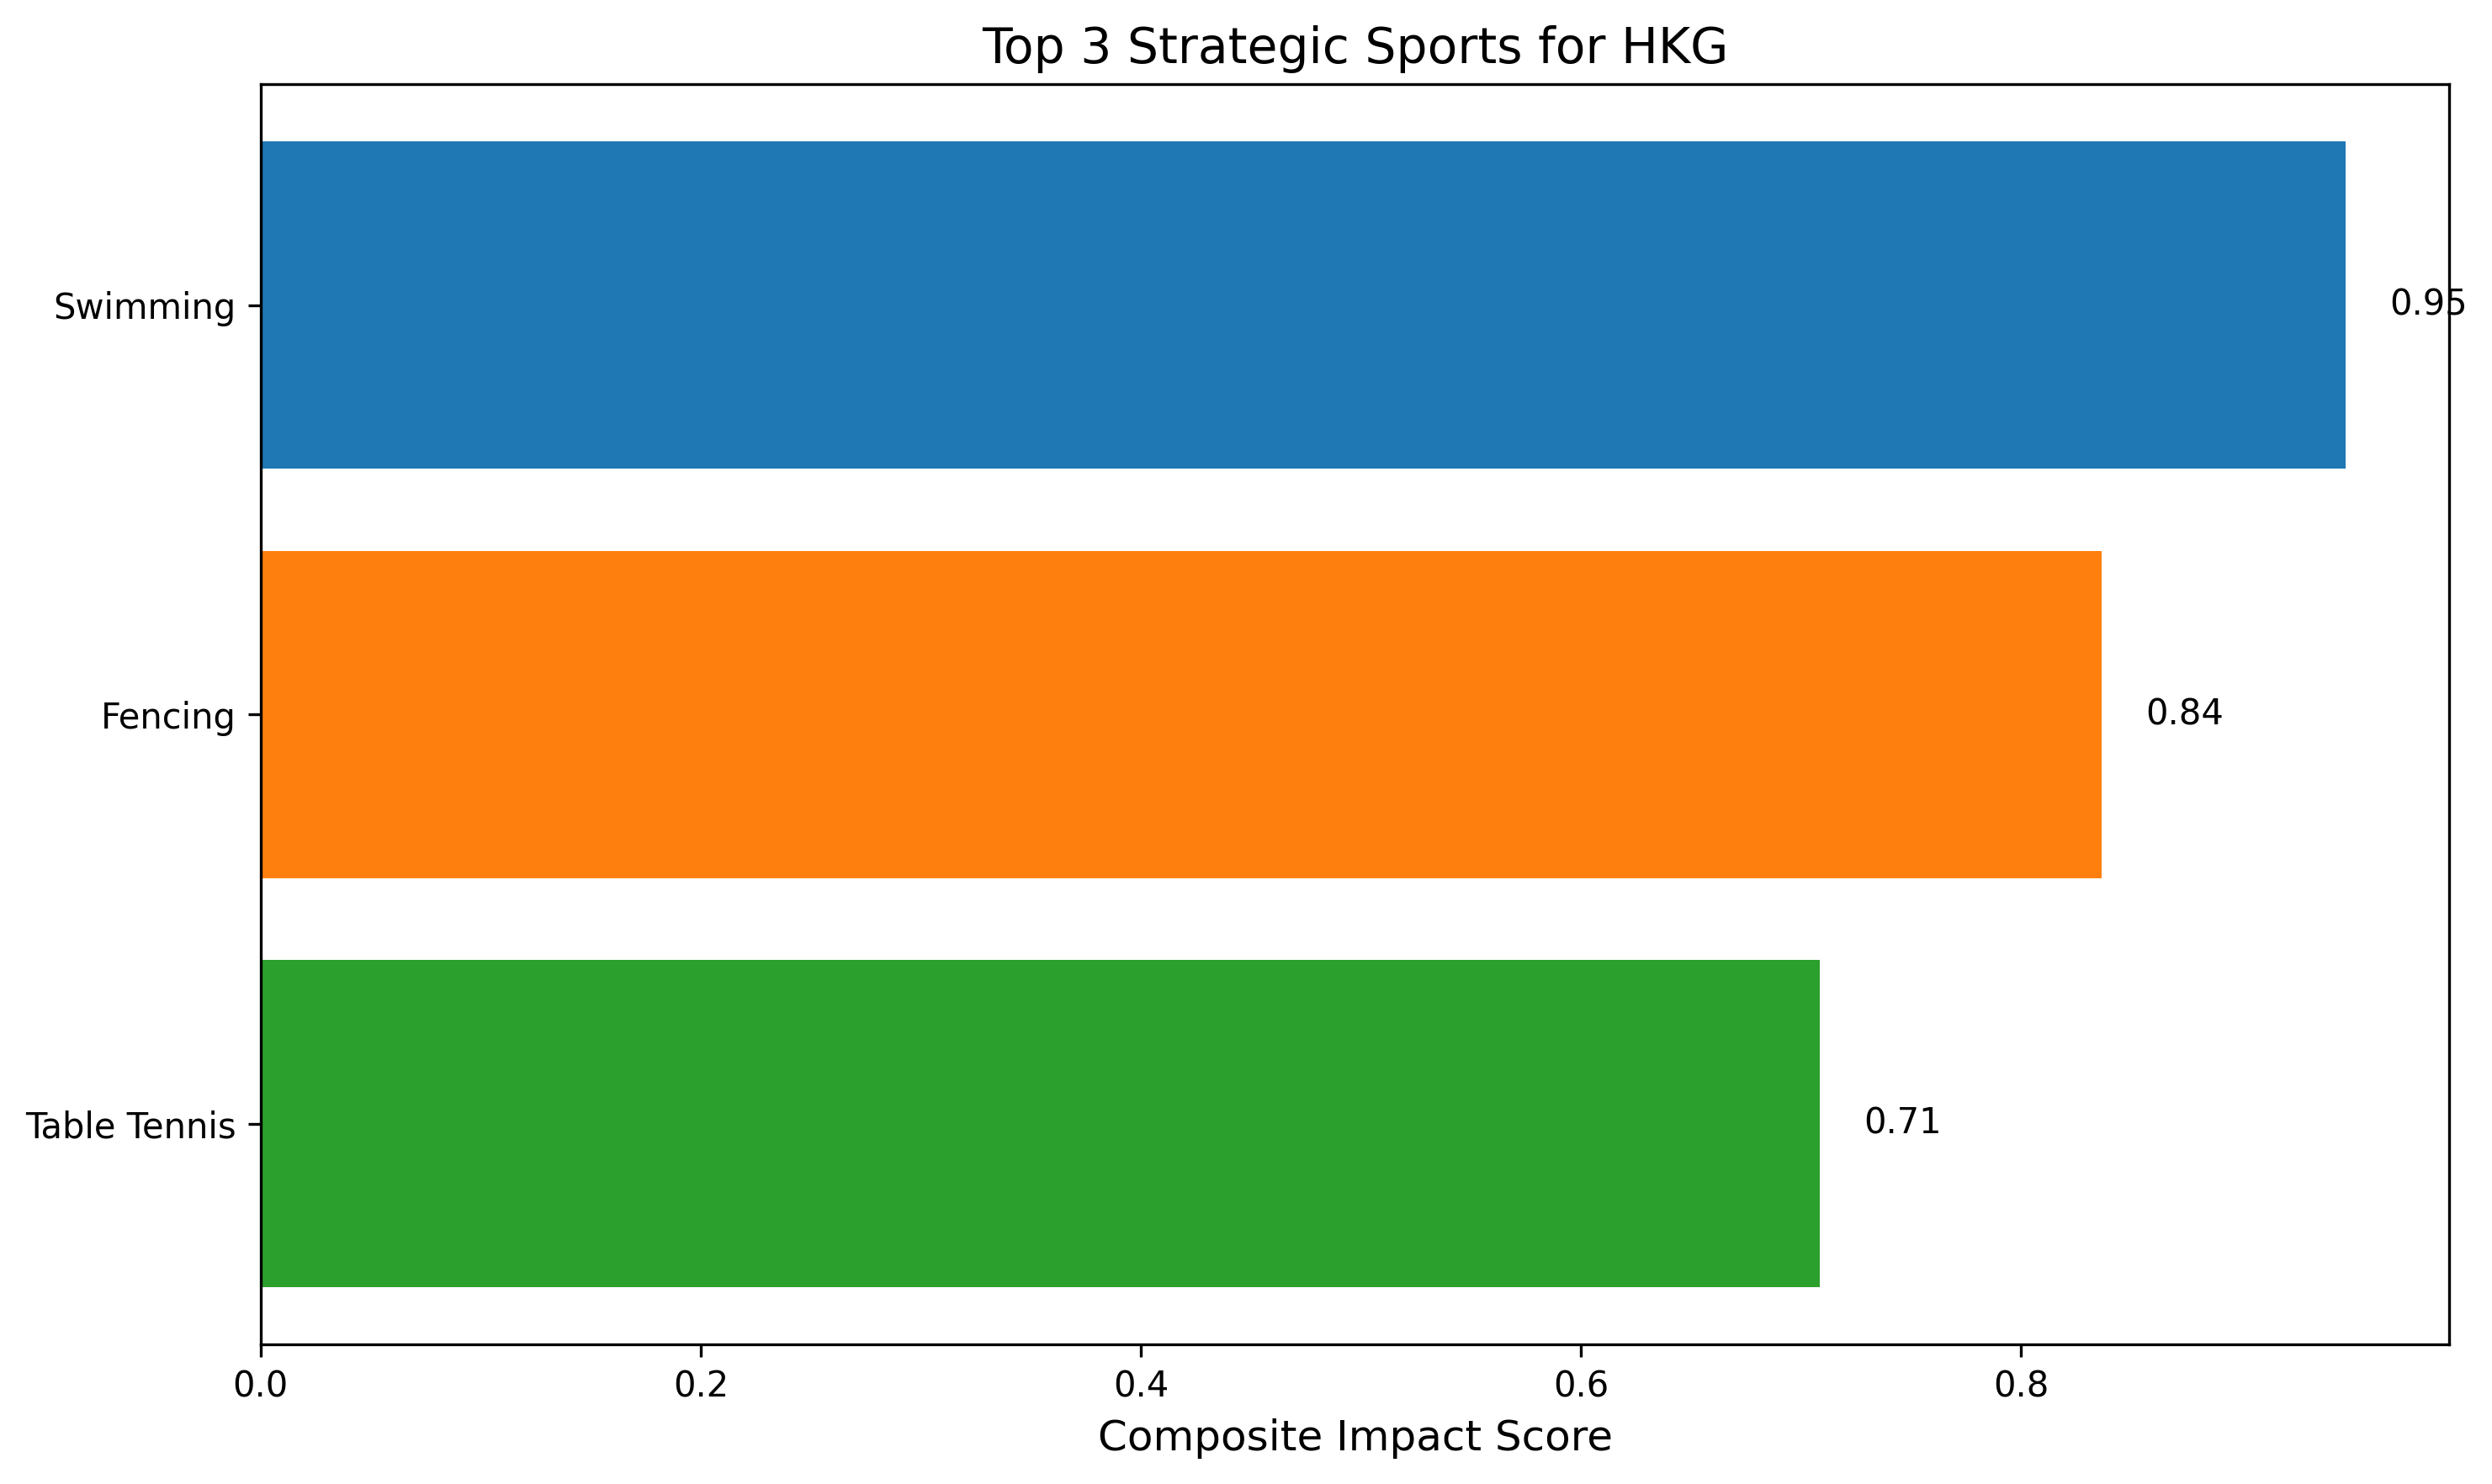 Top 3 Strategic Sports for HKG
Swimming
0.95
Fencing
0.84
Table Tennis
0.71
0.0 0.2 0.4 0.6 0.8
Composite Impact Score